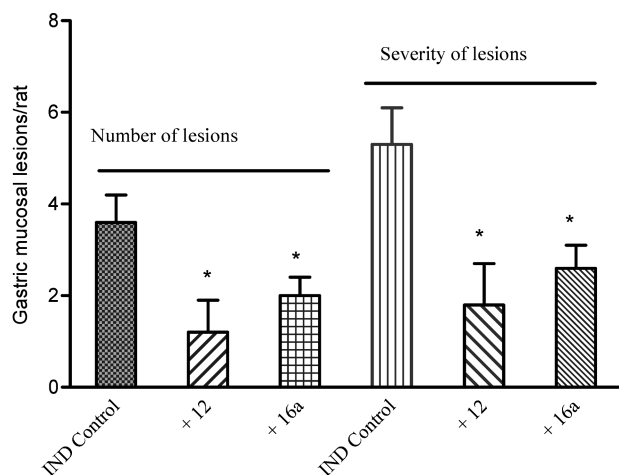 8
Severity of lesions
6
Number of lesions
4
2
0
Gastric mucosal lesions/rat
*
*
*
*
IND Control
+ 12
+ 16a
IND Control
+ 12
+ 16a